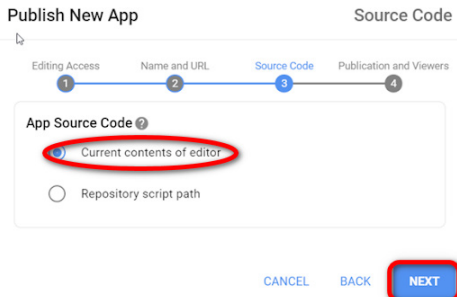 Publish New App Source Code
Editing Access Name and URL Source Code Publication and Viewers
1 2 3 4
App Source Code ?
Current contents of editor
Repository script path
CANCEL BACK NEXT